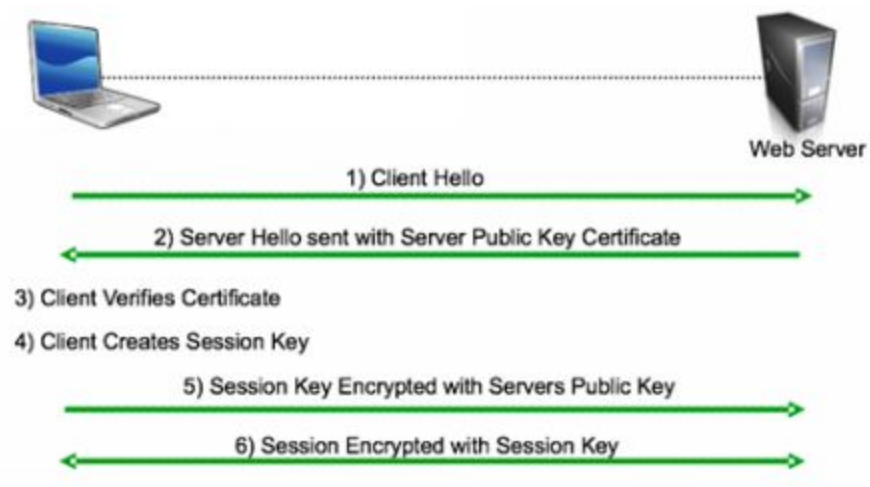 Web Server
1) Client Hello
2) Server Hello sent with Server Public Key Certificate
3) Client Verifies Certificate
4) Client Creates Session Key
5) Session Key Encrypted with Servers Public Key
6) Session Encrypted with Session Key